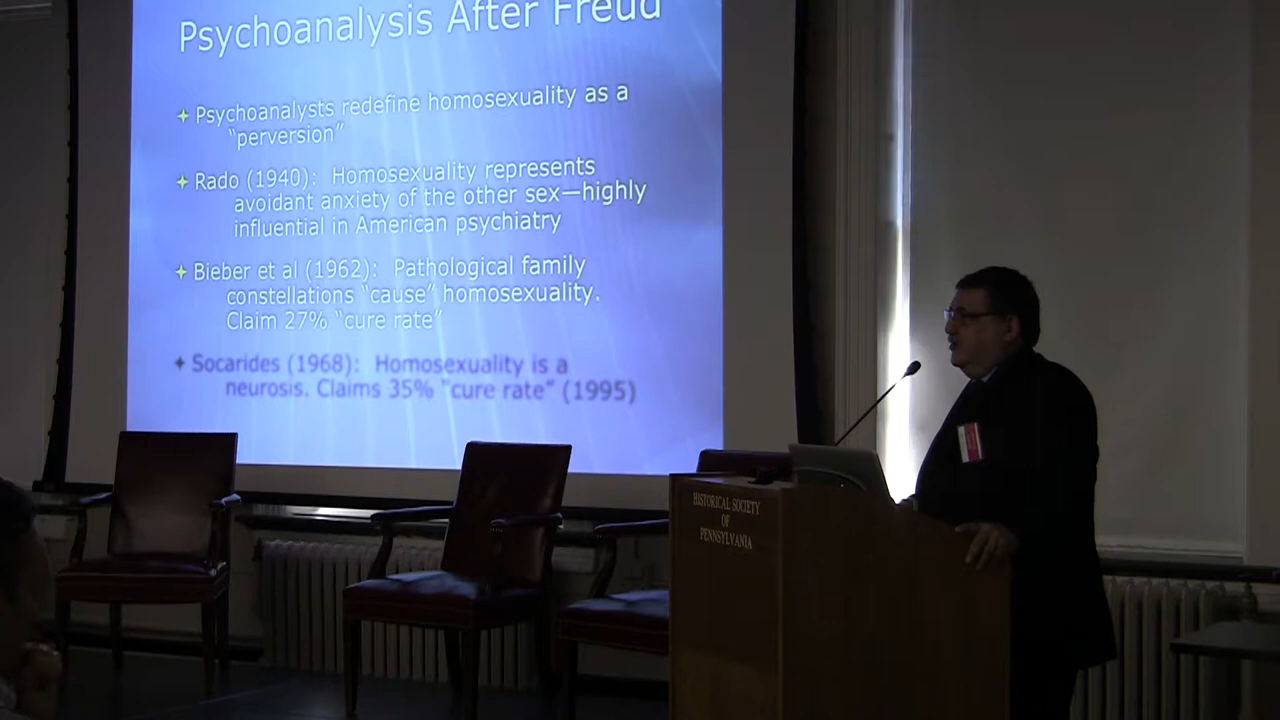 Psychoanalysis After Freud
Psychoanalysts redefine homosexuality as a
"perversion"
Rado (1940): Homosexuality represents
avoidant anxiety of the other sex—highly
influential in American psychiatry
Bieber et al (1962): Pathological family
constellations "cause" homosexuality.
Claim 27% "cure rate"
Socarides (1968): Homosexuality is a
neurosis. Claims 35% "cure rate" (1995)
HISTORICAL SOCIETY
OF
PENNSYLVANIA